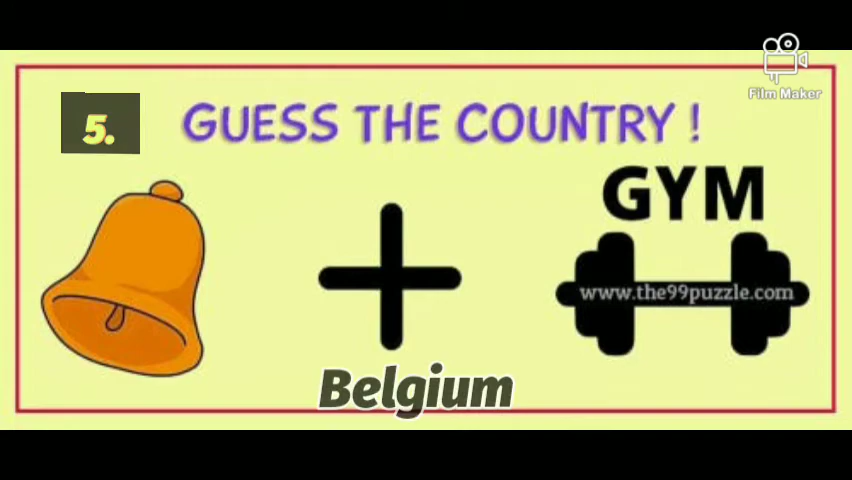 Film Maker
5.
GUESS THE COUNTRY !
GYM
www.the99puzzle.com
Belgium